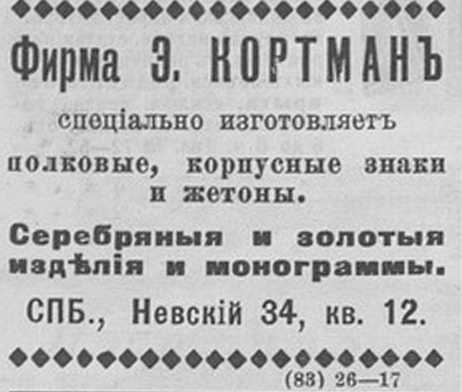 Фирма Э. КОРТМАНЪ
спеціально изготовляетъ
полковые, корпусные знаки
и жетоны.
Серебряныя и золотыя
издѣлія и монограммы.
СПБ., Невскій 34, кв. 12.
(83) 26—17